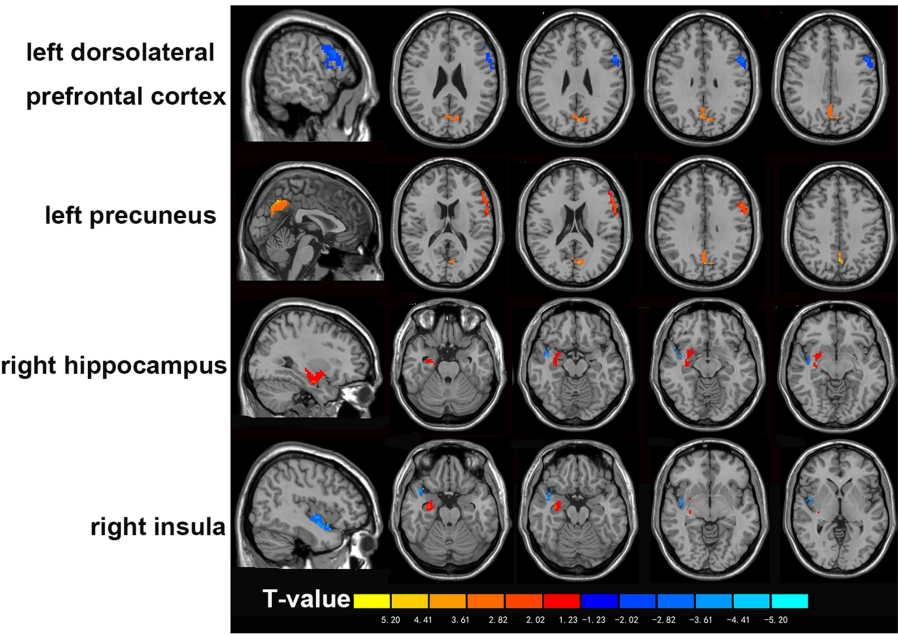 left dorsolateral
prefrontal cortex
left precuneus
right hippocampus
right insula
T-value
5.20 4.41 3.61 2.82 2.02 1.23 -1.23 -2.02 -2.82 -3.61 -4.41 -5.20